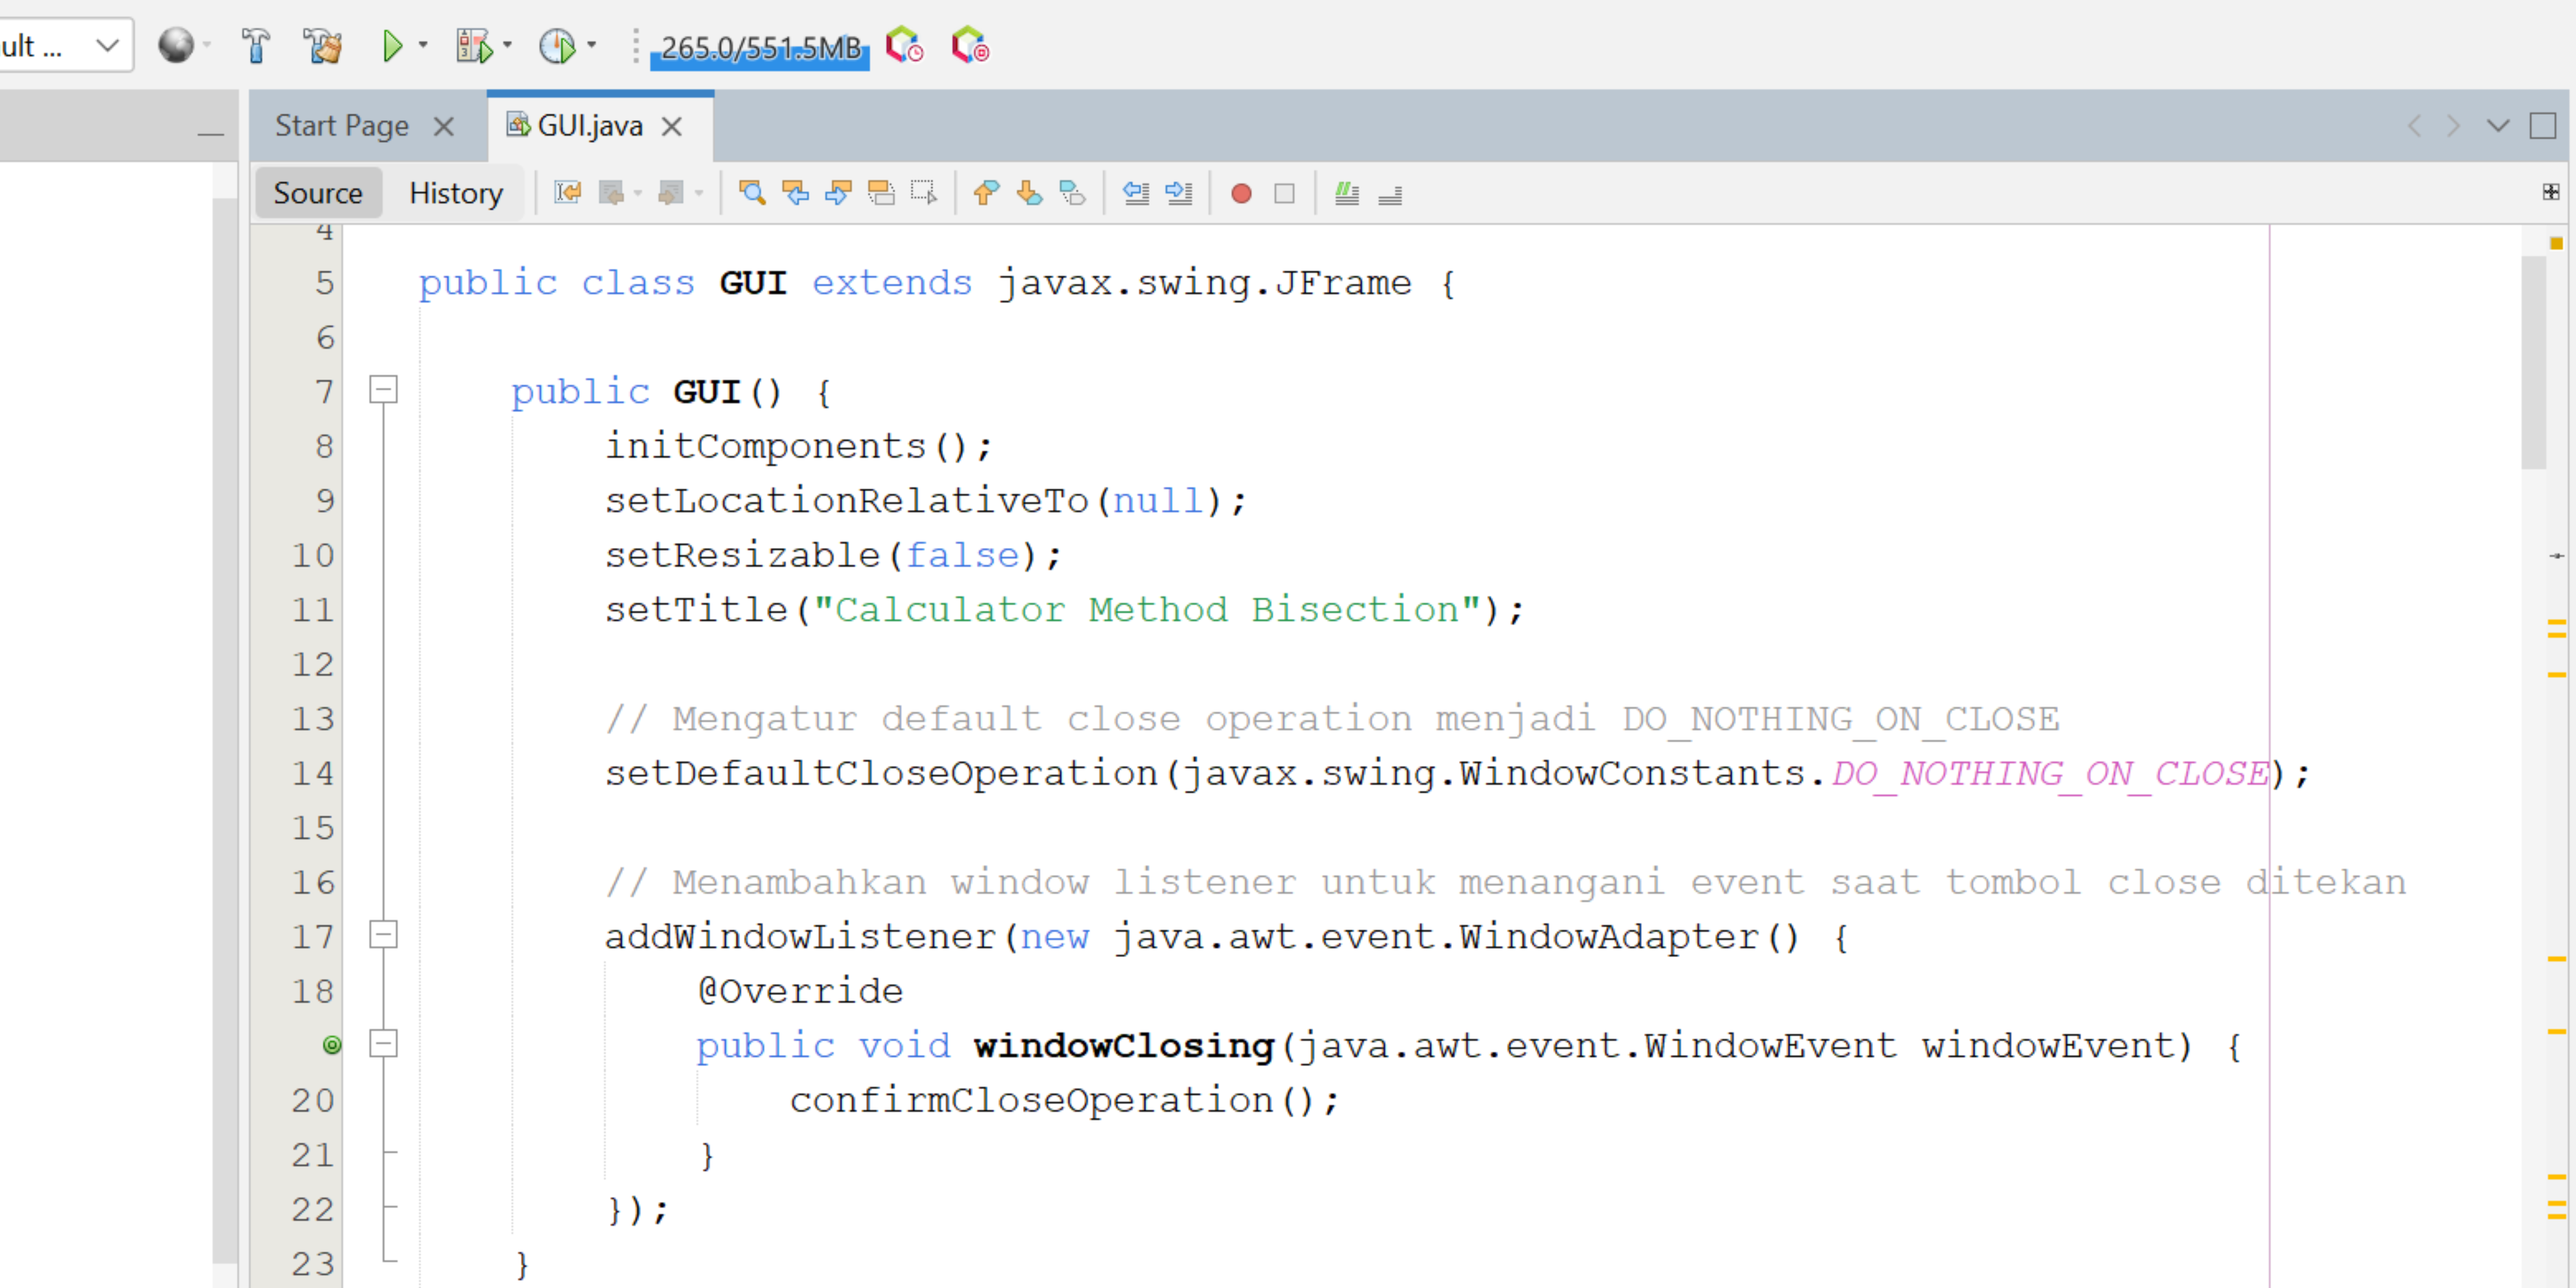 ult ...
265.0/551.5MB
Start Page
GUI.java
Source History
4
5 public class GUI extends javax.swing.JFrame {
6
7 public GUI() {
8 initComponents();
9 setLocationRelativeTo(null);
10 setResizable(false);
11 setTitle("Calculator Method Bisection");
12
13 // Mengatur default close operation menjadi DO_NOTHING_ON_CLOSE
14 setDefaultCloseOperation(javax.swing.WindowConstants.DO_NOTHING_ON_CLOSE);
15
16 // Menambahkan window listener untuk menangani event saat tombol close ditekan
17 addWindowListener(new java.awt.event.WindowAdapter() {
18 @Override
public void windowClosing(java.awt.event.WindowEvent windowEvent) {
20 confirmCloseOperation();
21 }
22 });
23 }